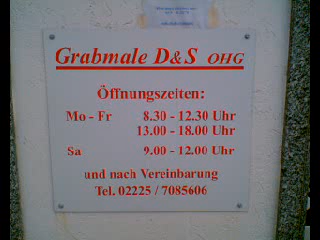 Grabmale D&S OHG
Öffnungszeiten:
Mo - Fr 8.30 - 12.30 Uhr
13.00 - 18.00 Uhr
Sa 9.00 - 12.00 Uhr
und nach Vereinbarung
Tel. 02225 / 7085606